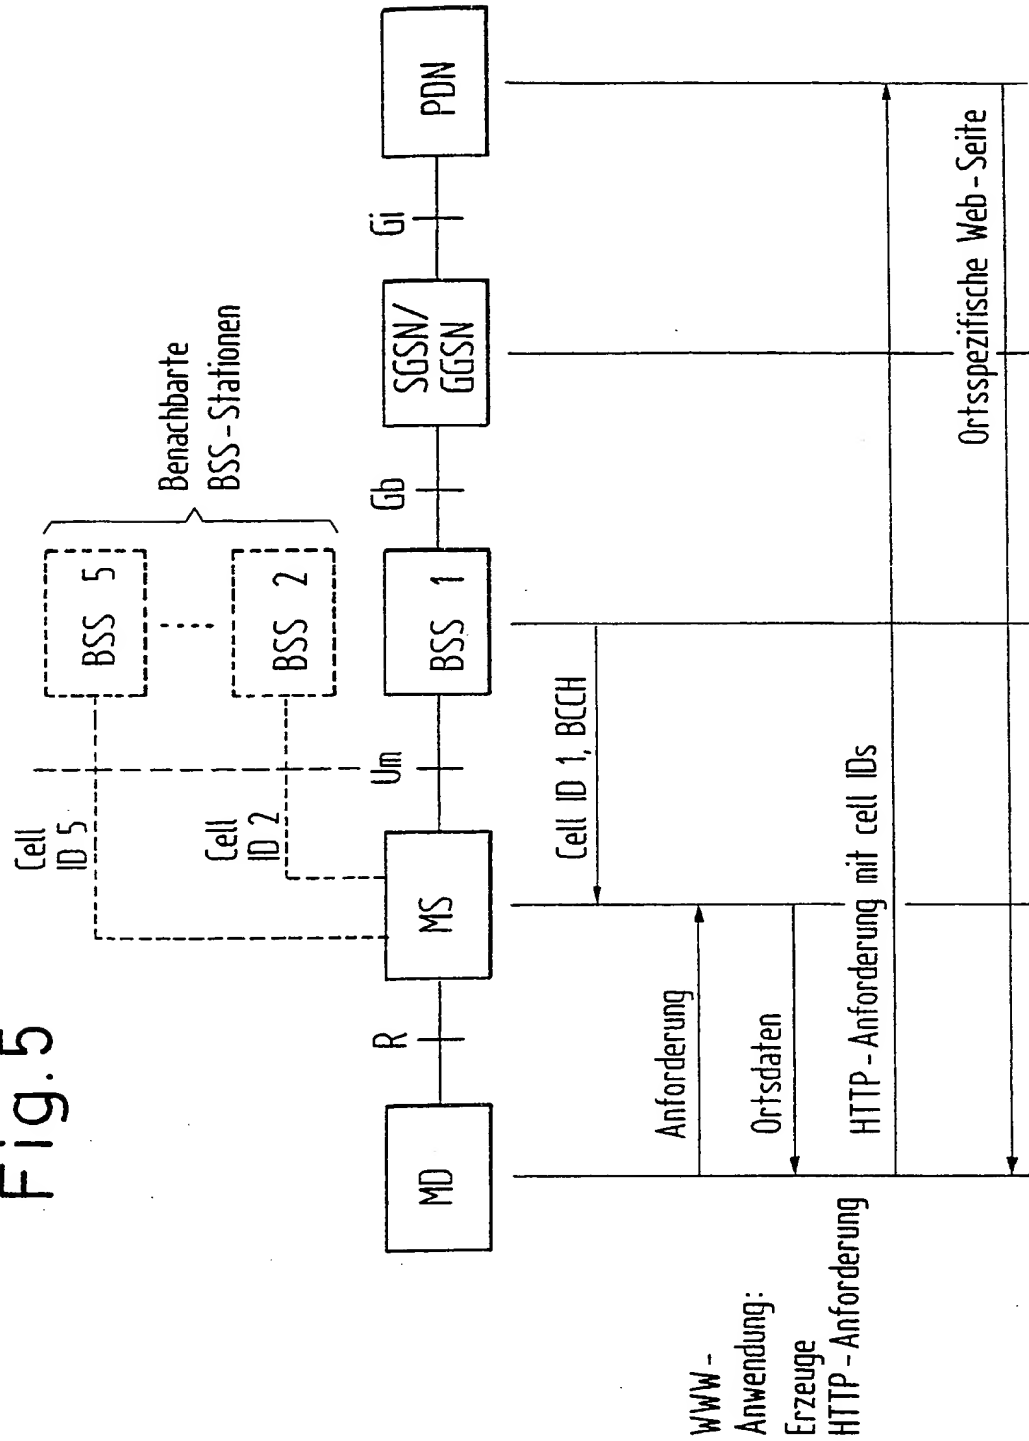 Fig. 5
Benachbarte
BSS-Stationen
Cell
ID 5
BSS 5
Cell
ID 2
BSS 2
MD
R
MS
Um
BSS 1
Gb
SGSN/
GGSN
Gi
PDN
Cell ID 1, BCCH
WWW-
Anwendung:
Erzeuge
HTTP-Anforderung
Anforderung
Ortsdaten
HTTP-Anforderung mit cell IDs
Ortsspezifische Web-Seite